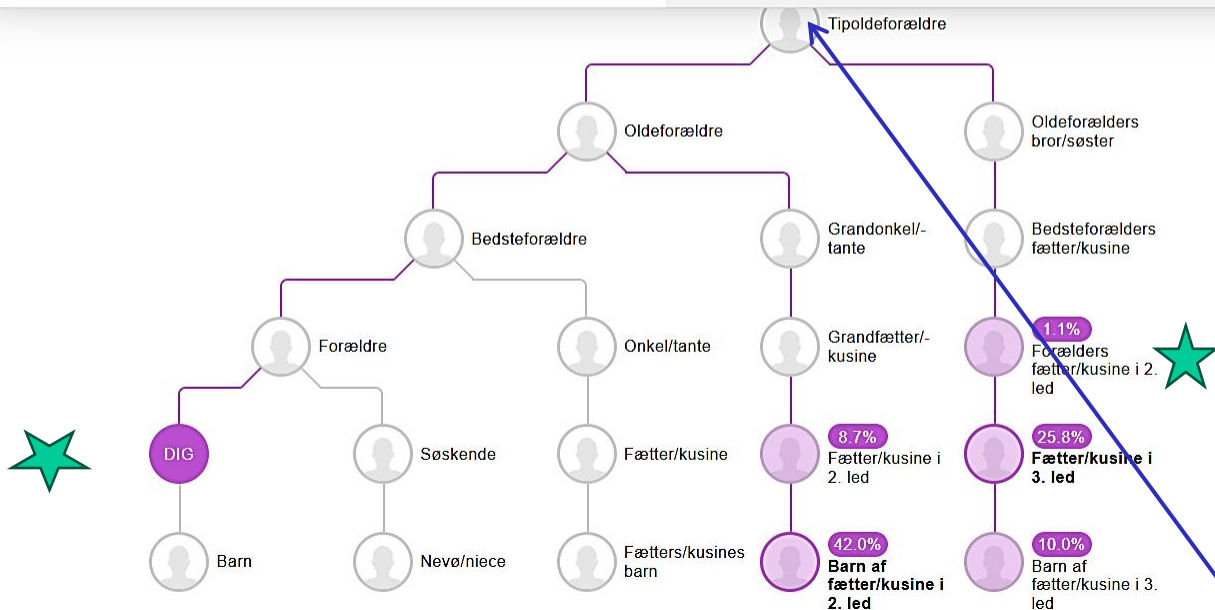 Tipoldeforældre
Oldeforældre
Oldeforælders
bror/søster
Bedsteforældre
Grandonkel/-
tante
Bedsteforælders
fætter/kusine
Forældre
Onkel/tante
Grandfætter/-
kusine
1.1%
Forælders
fætter/kusine i 2.
led
DIG
Søskende
Fætter/kusine
8.7%
Fætter/kusine i
2. led
25.8%
Fætter/kusine i
3. led
Barn
Nevø/niece
Fætters/kusines
barn
42.0%
Barn af
fætter/kusine i
2. led
10.0%
Barn af
fætter/kusine i 3.
led